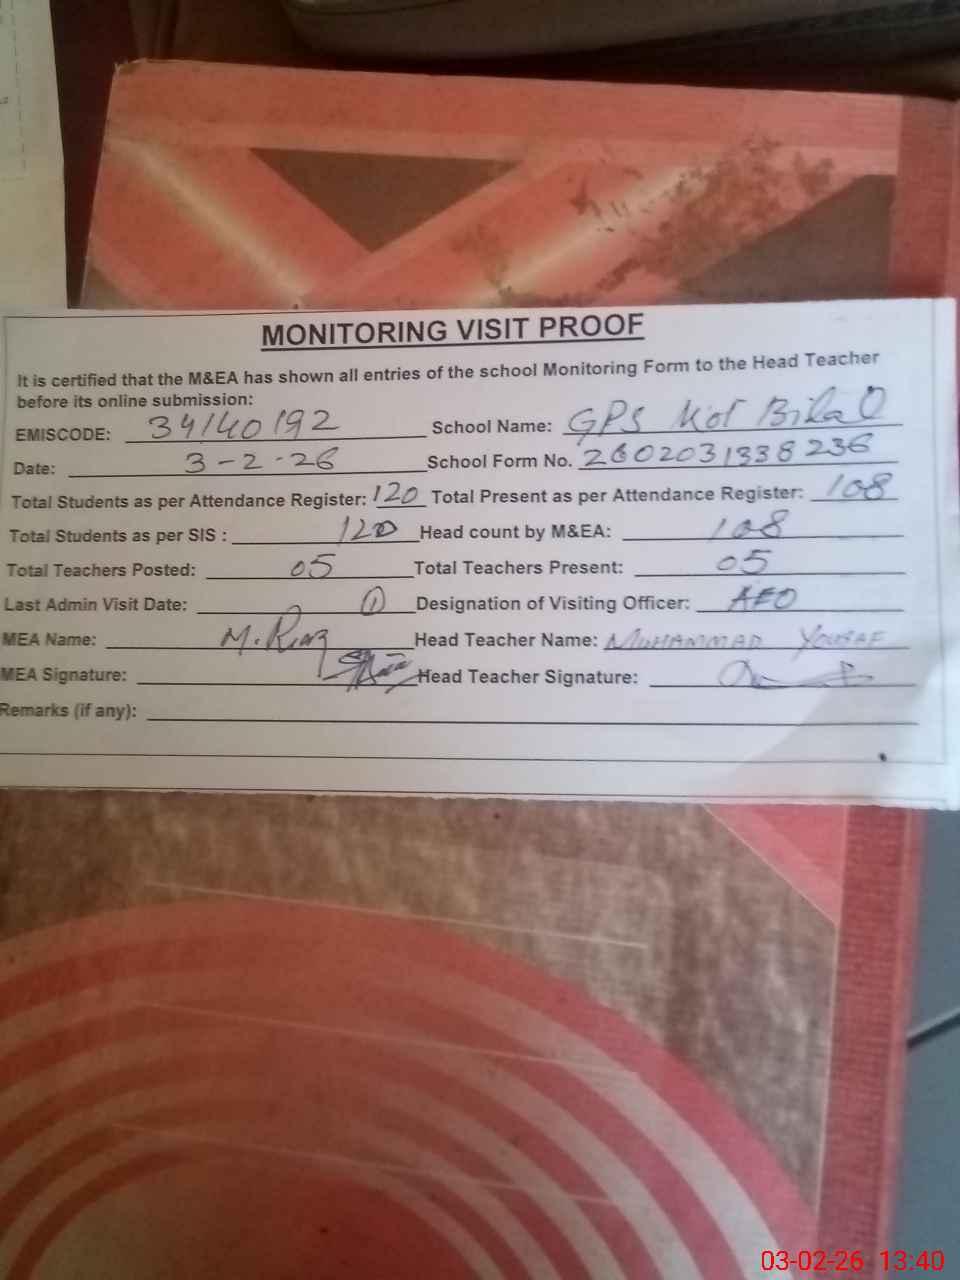 MONITORING VISIT PROOF
It is certified that the M&EA has shown all entries of the school Monitoring Form to the Head Teacher
before its online submission:
EMISCODE: 34140192 School Name: GPS Kot Bilal
Date: 3-2-26 School Form No. 2602031338236
Total Students as per Attendance Register: 120 Total Present as per Attendance Register: 108
Total Students as per SIS : 120 Head count by M&EA: 108
Total Teachers Posted: 05 Total Teachers Present: 05
Last Admin Visit Date: 1 Designation of Visiting Officer: AEO
MEA Name: M. Riaz Head Teacher Name: MUHAMMAD YOUSAF
MEA Signature: Head Teacher Signature:
Remarks (if any):
03-02-26 13:40